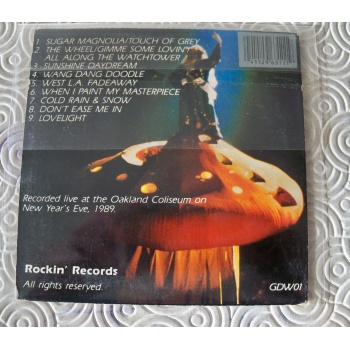 1. SUGAR MAGNOLIA/TOUCH OF GREY
2. THE WHEEL/GIMME SOME LOVIN'/
ALL ALONG THE WATCHTOWER
3. SUNSHINE DAYDREAM
4. WANG DANG DOODLE
5. WEST L.A. FADEAWAY
6. WHEN I PAINT MY MASTERPIECE
7. COLD RAIN & SNOW
8. DON'T EASE ME IN
9. LOVELIGHT
Recorded live at the Oakland Coliseum on
New Year's Eve, 1989.
Rockin' Records
All rights reserved.
GDW01